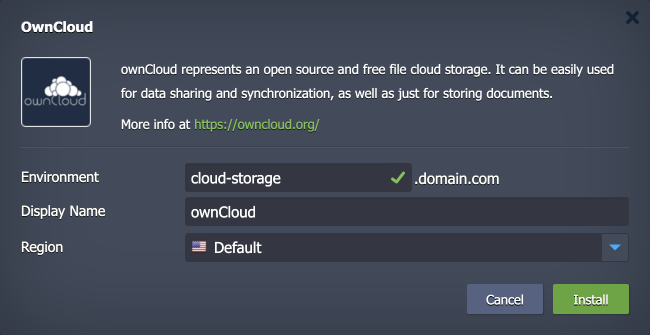 OwnCloud
ownCloud
ownCloud represents an open source and free file cloud storage. It can be easily used
for data sharing and synchronization, as well as just for storing documents.
More info at https://owncloud.org/
Environment cloud-storage .domain.com
Display Name ownCloud
Region Default
Cancel Install